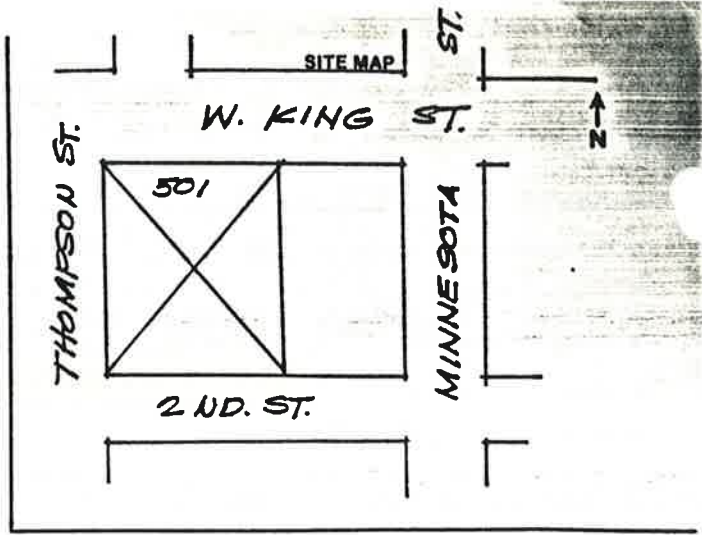 SITE MAP
W. KING ST.
N
501
THOMPSON ST.
MINNESOTA ST.
2 ND. ST.